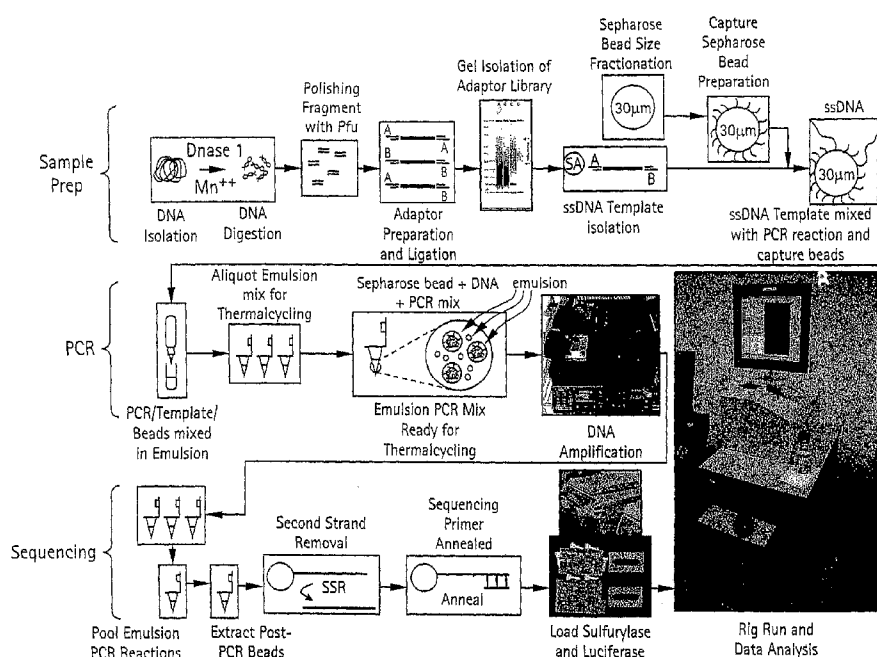 Sample
Prep
Dnase 1
Mn++
DNA
Isolation
DNA
Digestion
Polishing
Fragment
with Pfu
A
A
B
B
A
B
Adaptor
Preparation
and Ligation
Gel Isolation of
Adaptor Library
SA
A
B
ssDNA Template
isolation
Sepharose
Bead Size
Fractionation
30µm
Capture
Sepharose
Bead
Preparation
30µm
ssDNA
30µm
ssDNA Template mixed
with PCR reaction and
capture beads
PCR
PCR/Template/
Beads mixed
in Emulsion
Aliquot Emulsion
mix for
Thermalcycling
Sepharose bead + DNA
+ PCR mix
emulsion
Emulsion PCR Mix
Ready for
Thermalcycling
DNA
Amplification
Sequencing
Pool Emulsion
PCR Reactions
Extract Post-
PCR Beads
Second Strand
Removal
SSR
Sequencing
Primer
Annealed
Anneal
Load Sulfurylase
and Luciferase
Rig Run and
Data Analysis